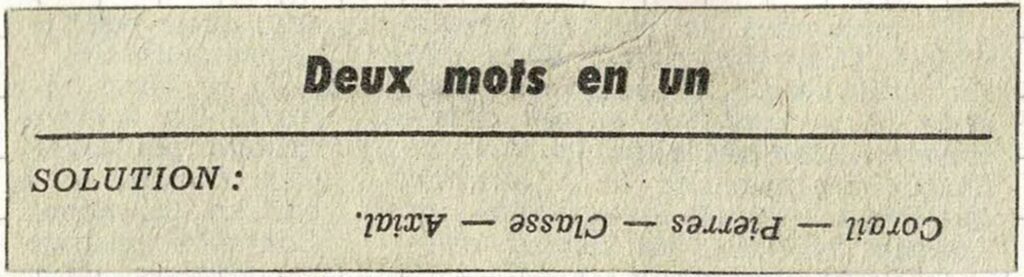 Deux mots en un
SOLUTION :
Corail — Pierres — Classe — Axial.